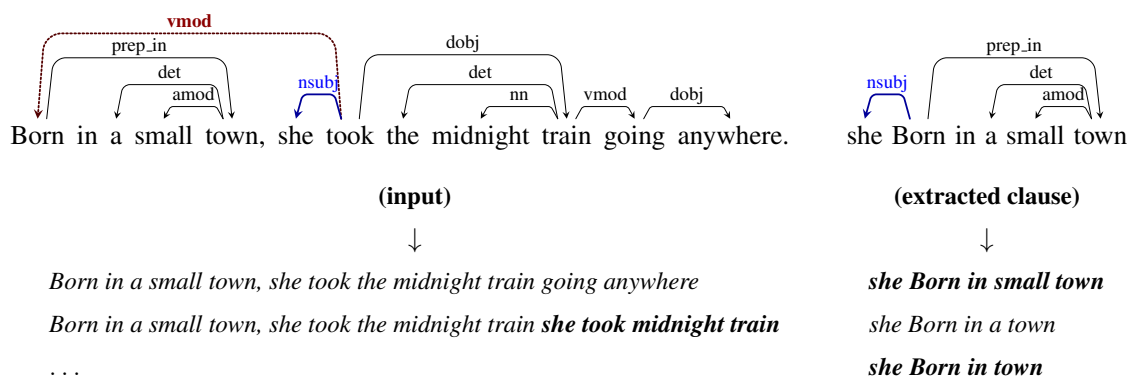 vmod
prep_in dobj prep_in
det nsubj det vmod dobj nsubj det
amod nn amod
Born in a small town, she took the midnight train going anywhere. she Born in a small town
(input) (extracted clause)
↓ ↓
Born in a small town, she took the midnight train going anywhere she Born in small town
Born in a small town, she took the midnight train she took midnight train she Born in a town
. . . she Born in town